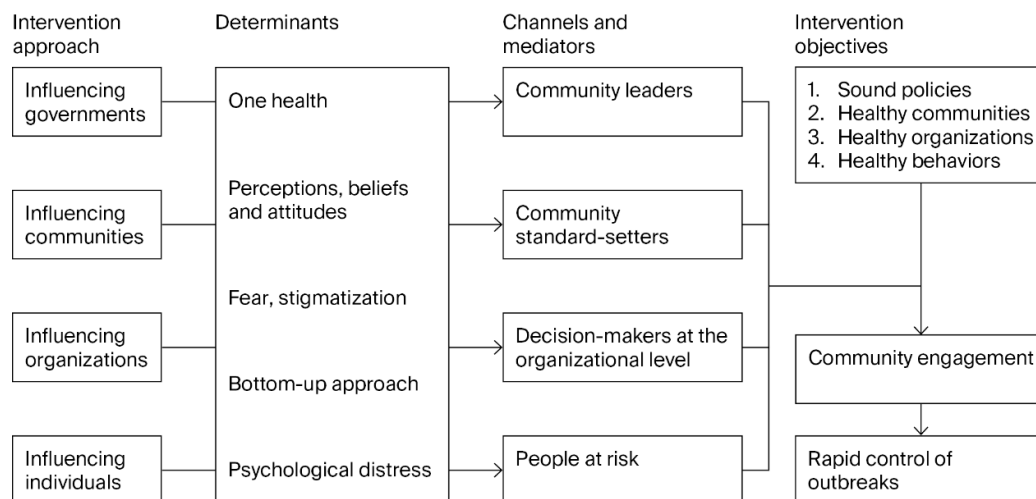 Intervention
approach
Determinants
Channels and
mediators
Intervention
objectives
Influencing
governments
Influencing
communities
Influencing
organizations
Influencing
individuals
One health
Perceptions, beliefs
and attitudes
Fear, stigmatization
Bottom-up approach
Psychological distress
Community leaders
Community
standard-setters
Decision-makers at the
organizational level
People at risk
1. Sound policies
2. Healthy communities
3. Healthy organizations
4. Healthy behaviors
Community engagement
Rapid control of
outbreaks